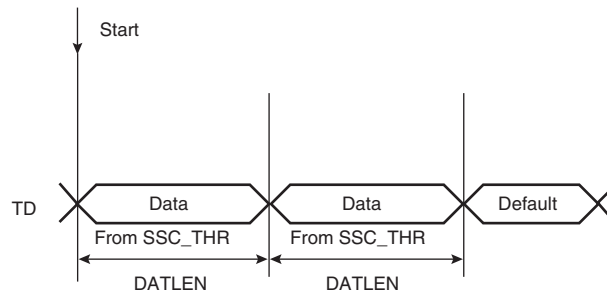 Start
TD
Data
Data
Default
From SSC_THR
From SSC_THR
DATLEN
DATLEN